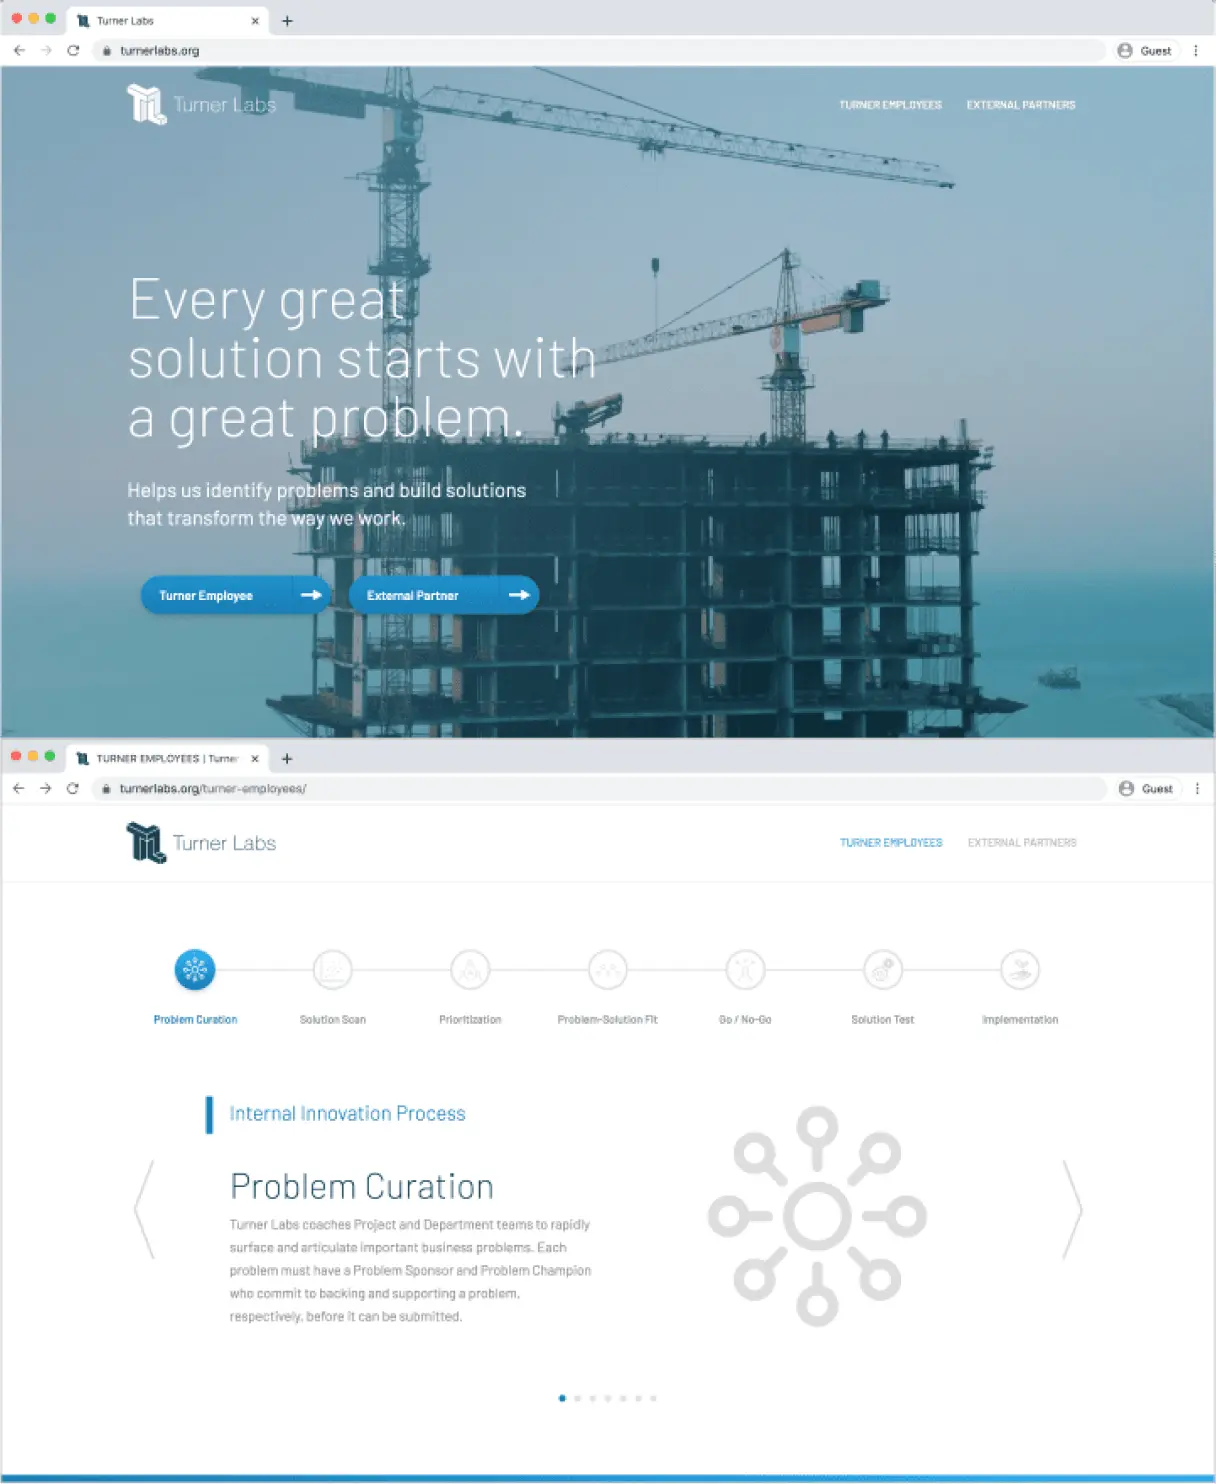 Turner Labs
turnerlabs.org
Guest
Turner Labs
TURNER EMPLOYEES
EXTERNAL PARTNERS
Every great
solution starts with
a great problem.
Helps us identify problems and build solutions
that transform the way we work.
Turner Employee
External Partner
TURNER EMPLOYEES | Turner
turnerlabs.org/turner-employees/
Guest
Turner Labs
TURNER EMPLOYEES
EXTERNAL PARTNERS
Problem Curation
Solution Scan
Prioritization
Problem-Solution Fit
Go / No-Go
Solution Test
Implementation
Internal Innovation Process
Problem Curation
Turner Labs coaches Project and Department teams to rapidly
surface and articulate important business problems. Each
problem must have a Problem Sponsor and Problem Champion
who commit to backing and supporting a problem,
respectively, before it can be submitted.